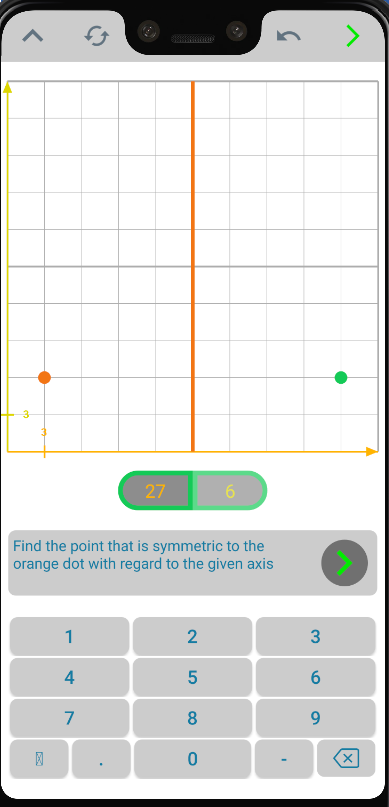 3
3
27 6
Find the point that is symmetric to the
orange dot with regard to the given axis
1 2 3
4 5 6
7 8 9
. 0 -